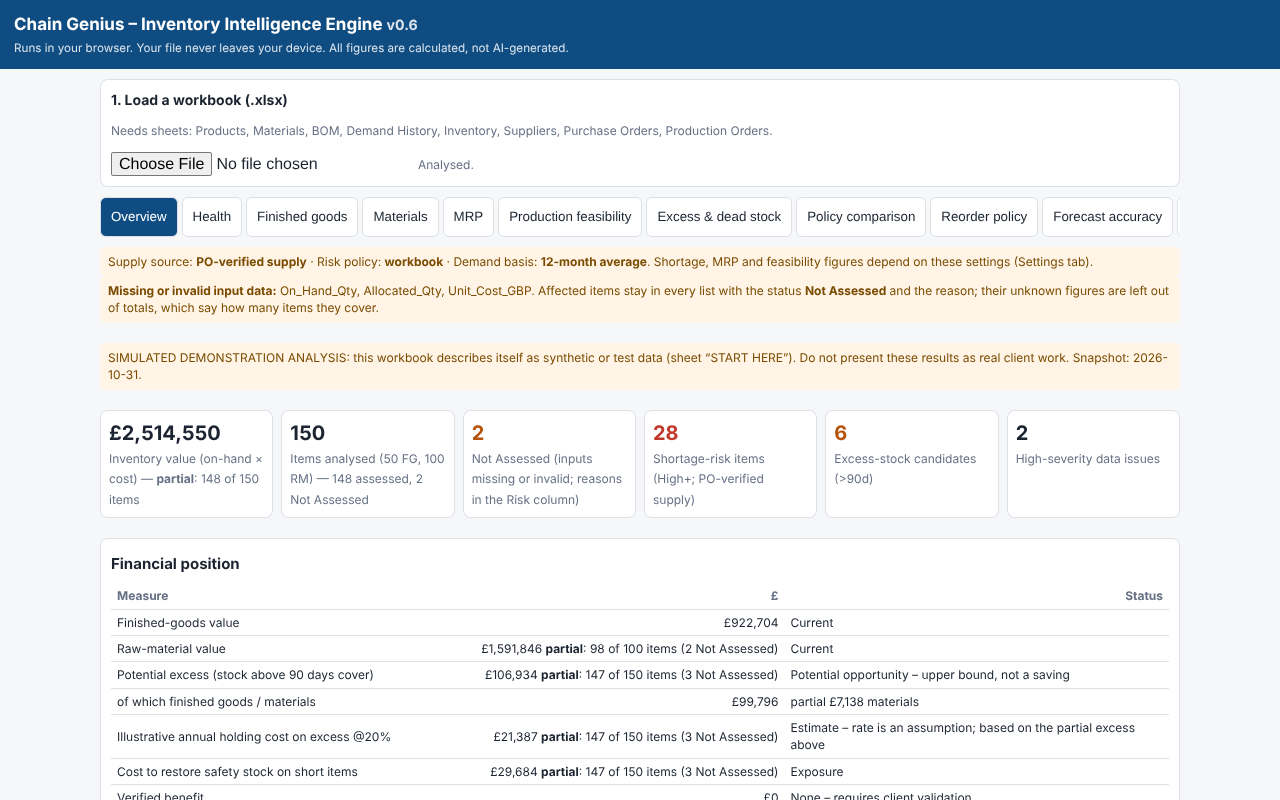 Chain Genius – Inventory Intelligence Engine v0.6
Runs in your browser. Your file never leaves your device. All figures are calculated, not AI-generated.
1. Load a workbook (.xlsx)
Needs sheets: Products, Materials, BOM, Demand History, Inventory, Suppliers, Purchase Orders, Production Orders.
Choose File No file chosen Analysed.
Overview Health Finished goods Materials MRP Production feasibility Excess & dead stock Policy comparison Reorder policy Forecast accuracy
Supply source: PO-verified supply · Risk policy: workbook · Demand basis: 12-month average. Shortage, MRP and feasibility figures depend on these settings (Settings tab).
Missing or invalid input data: On_Hand_Qty, Allocated_Qty, Unit_Cost_GBP. Affected items stay in every list with the status Not Assessed and the reason; their unknown figures are left out
of totals, which say how many items they cover.
SIMULATED DEMONSTRATION ANALYSIS: this workbook describes itself as synthetic or test data (sheet “START HERE”). Do not present these results as real client work. Snapshot: 2026-
10-31.
£2,514,550
Inventory value (on-hand ×
cost) — partial: 148 of 150
items
150
Items analysed (50 FG, 100
RM) — 148 assessed, 2
Not Assessed
2
Not Assessed (inputs
missing or invalid; reasons
in the Risk column)
28
Shortage-risk items
(High+; PO-verified
supply)
6
Excess-stock candidates
(>90d)
2
High-severity data issues
Financial position
Measure £ Status
Finished-goods value £922,704 Current
Raw-material value £1,591,846 partial: 98 of 100 items (2 Not Assessed) Current
Potential excess (stock above 90 days cover) £106,934 partial: 147 of 150 items (3 Not Assessed) Potential opportunity – upper bound, not a saving
of which finished goods / materials £99,796 partial £7,138 materials
Illustrative annual holding cost on excess @20% £21,387 partial: 147 of 150 items (3 Not Assessed) Estimate – rate is an assumption; based on the partial excess
above
Cost to restore safety stock on short items £29,684 partial: 147 of 150 items (3 Not Assessed) Exposure
Verified benefit £0 None – requires client validation